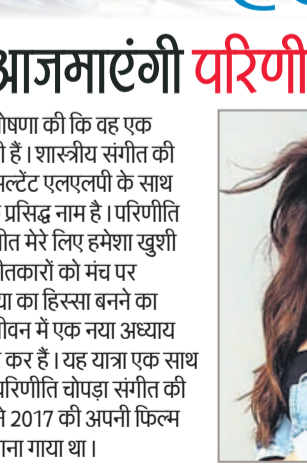 आजमाएंगी परिणी
षणा की कि वह एक
हैं। शास्त्रीय संगीत की
ल्टेंट एलएलपी के साथ
प्रसिद्ध नाम है। परिणीति
मेरे लिए हमेशा खुशी
तकारों को मंच पर
का हिस्सा बनने का
वन में एक नया अध्याय
कर हैं। यह यात्रा एक साथ
परिणीति चोपड़ा संगीत की
ने 2017 की अपनी फिल्म
ाना गाया था।